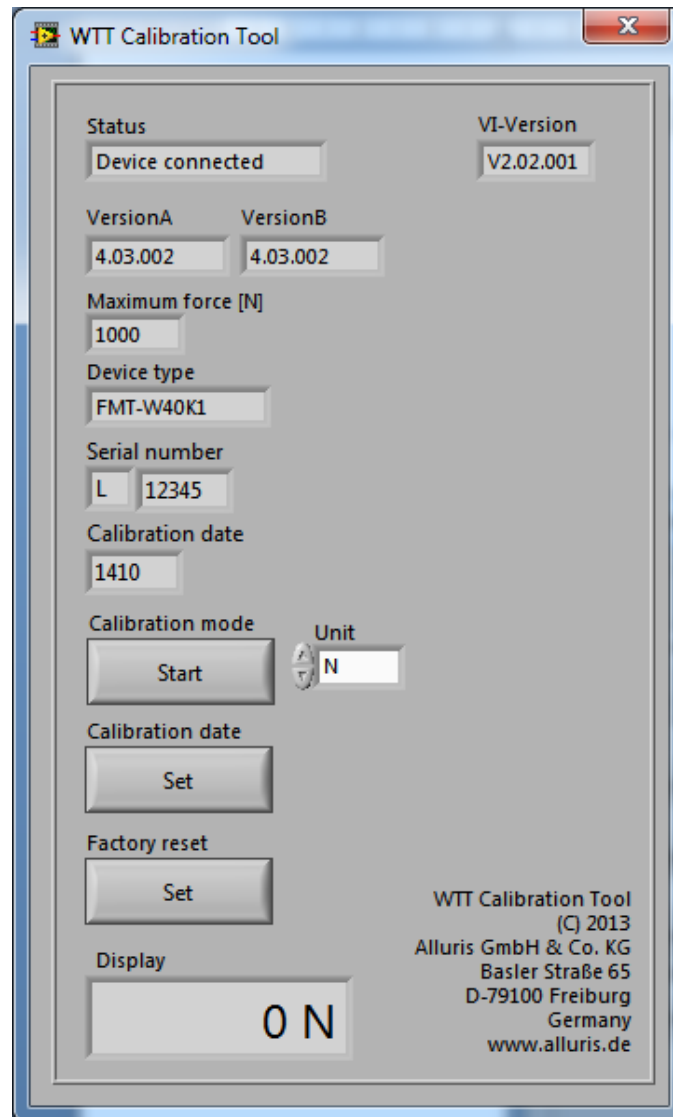 WTT Calibration Tool
Status
VI-Version
Device connected
V2.02.001
VersionA
VersionB
4.03.002
4.03.002
Maximum force [N]
1000
Device type
FMT-W40K1
Serial number
L
12345
Calibration date
1410
Calibration mode
Unit
Start
N
Calibration date
Set
Factory reset
Set
Display
0 N
WTT Calibration Tool
(C) 2013
Alluris GmbH & Co. KG
Basler Straße 65
D-79100 Freiburg
Germany
www.alluris.de